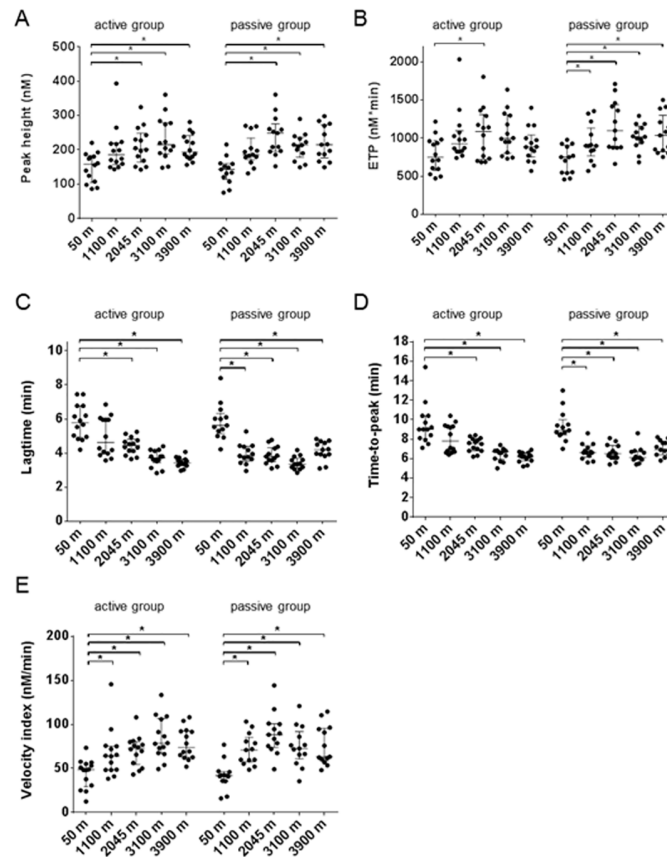 A
active group passive group
* *
* *
* *
Peak height (nM)
500
400
300
200
100
0
50 m 1100 m 2045 m 3100 m 3900 m 50 m 1100 m 2045 m 3100 m 3900 m
B
active group passive group
* *
*
*
*
ETP (nM*min)
2000
1500
1000
500
0
50 m 1100 m 2045 m 3100 m 3900 m 50 m 1100 m 2045 m 3100 m 3900 m
C
active group passive group
* *
* *
* *
*
Lagtime (min)
10
8
6
4
2
0
50 m 1100 m 2045 m 3100 m 3900 m 50 m 1100 m 2045 m 3100 m 3900 m
D
active group passive group
* *
* *
* *
*
Time-to-peak (min)
18
16
14
12
10
8
6
4
2
0
50 m 1100 m 2045 m 3100 m 3900 m 50 m 1100 m 2045 m 3100 m 3900 m
E
active group passive group
* *
* *
* *
* *
Velocity index (nM/min)
200
150
100
50
0
50 m 1100 m 2045 m 3100 m 3900 m 50 m 1100 m 2045 m 3100 m 3900 m